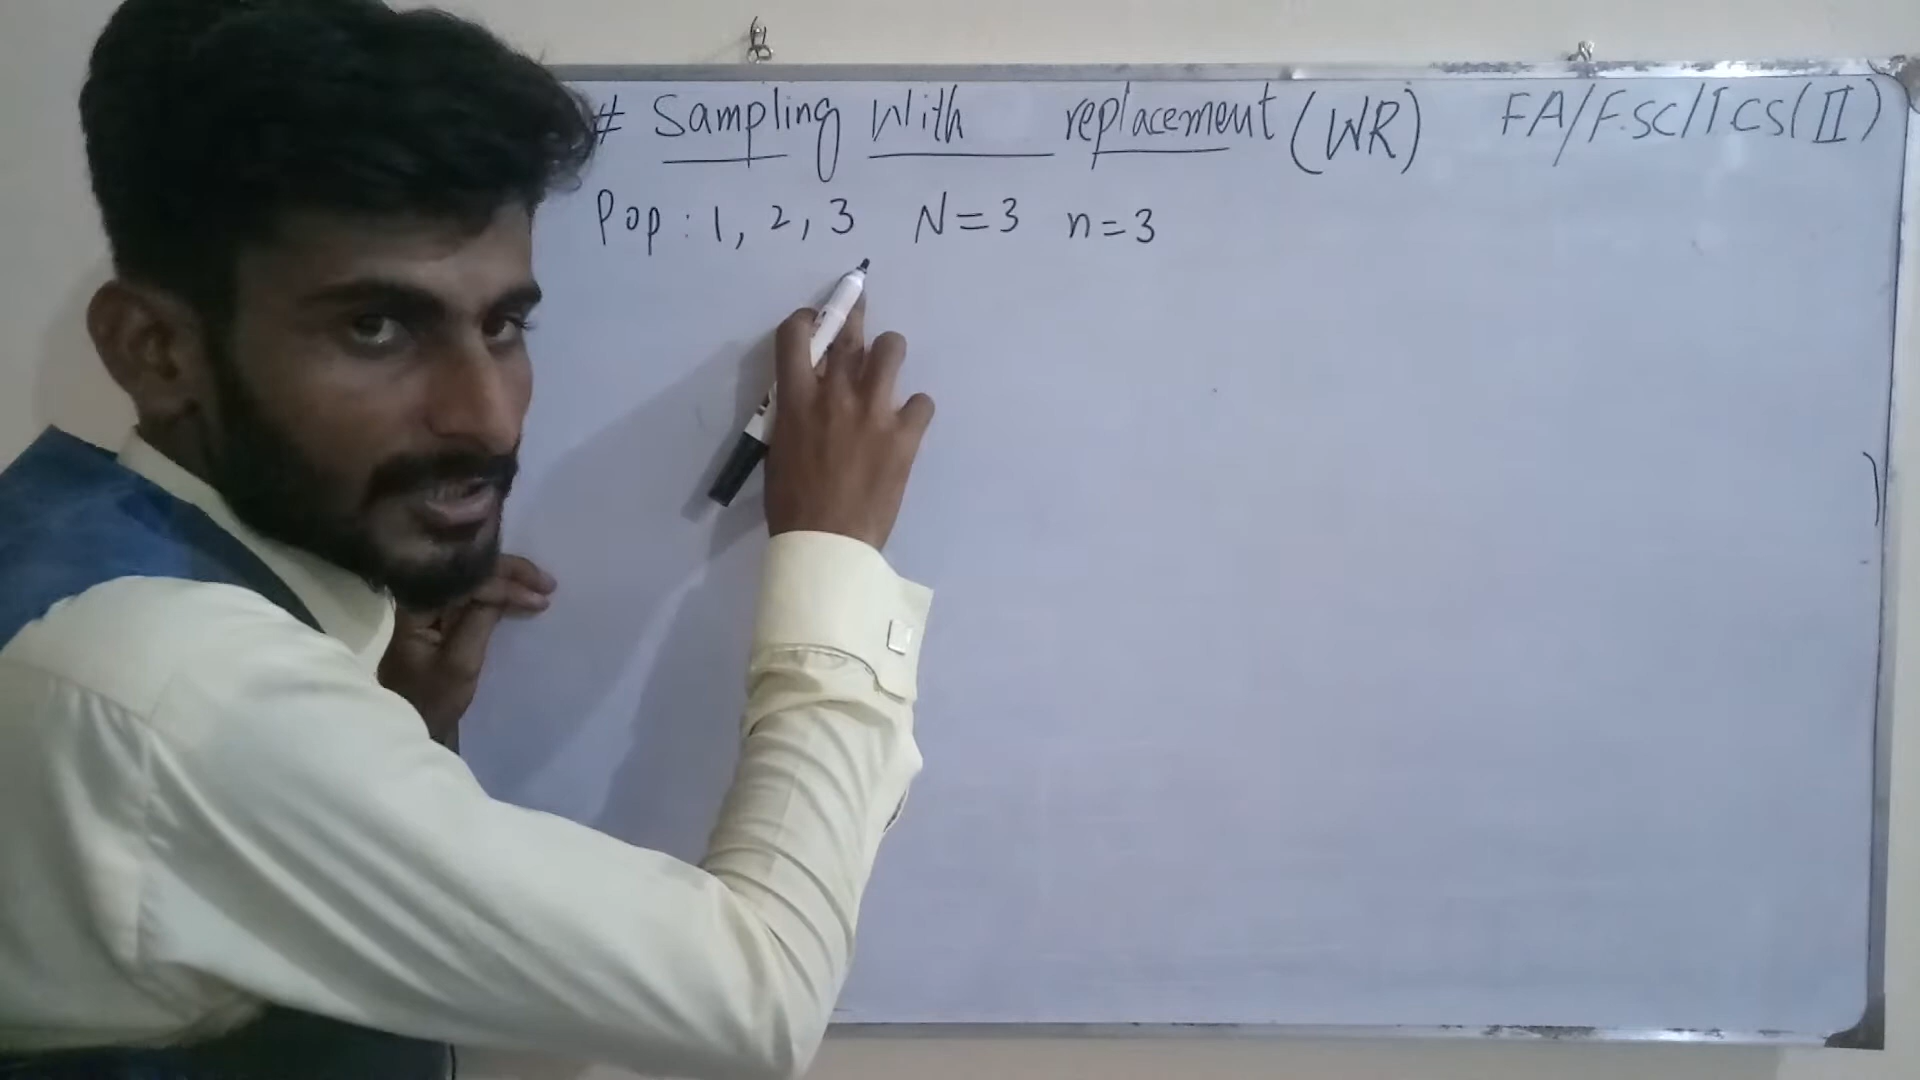 # Sampling With replacement (WR) FA/F.SC/ICS(II)
Pop : 1, 2, 3 N=3 n=3